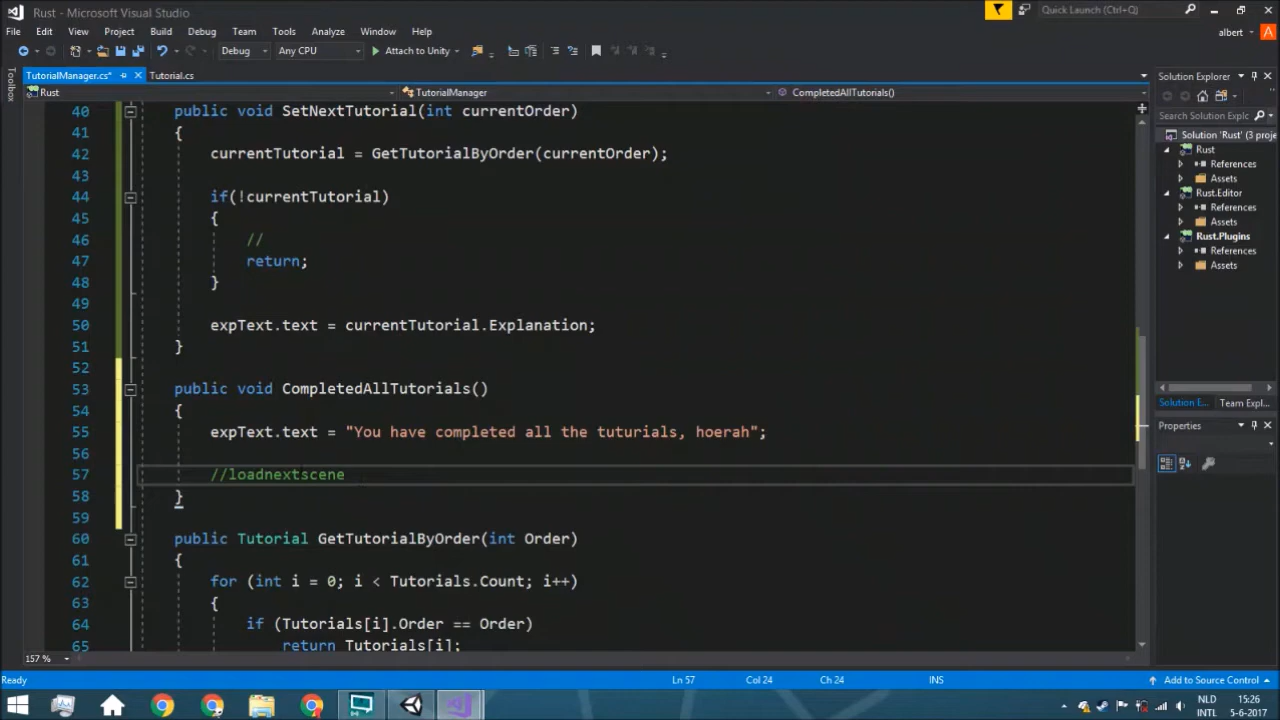 Rust - Microsoft Visual Studio
Quick Launch (Ctrl+Q)
File Edit View Project Build Debug Team Tools Analyze Window Help
albert A
Debug Any CPU Attach to Unity
Toolbox
TutorialManager.cs* Tutorial.cs
Rust TutorialManager CompletedAllTutorials()
40 public void SetNextTutorial(int currentOrder)
41 {
42 currentTutorial = GetTutorialByOrder(currentOrder);
43
44 if(!currentTutorial)
45 {
46 //
47 return;
48 }
49
50 expText.text = currentTutorial.Explanation;
51 }
52
53 public void CompletedAllTutorials()
54 {
55 expText.text = "You have completed all the tuturials, hoerah";
56
57 //loadnextscene
58 }
59
60 public Tutorial GetTutorialByOrder(int Order)
61 {
62 for (int i = 0; i < Tutorials.Count; i++)
63 {
64 if (Tutorials[i].Order == Order)
65 return Tutorials[i];
157 %
Solution Explorer
Search Solution Explc
Solution 'Rust' (3 proje
Rust
References
Assets
Rust.Editor
References
Assets
Rust.Plugins
References
Assets
Solution E... Team Expl...
Properties
Ready Ln 57 Col 24 Ch 24 INS Add to Source Control
NLD
INTL
15:26
5-6-2017